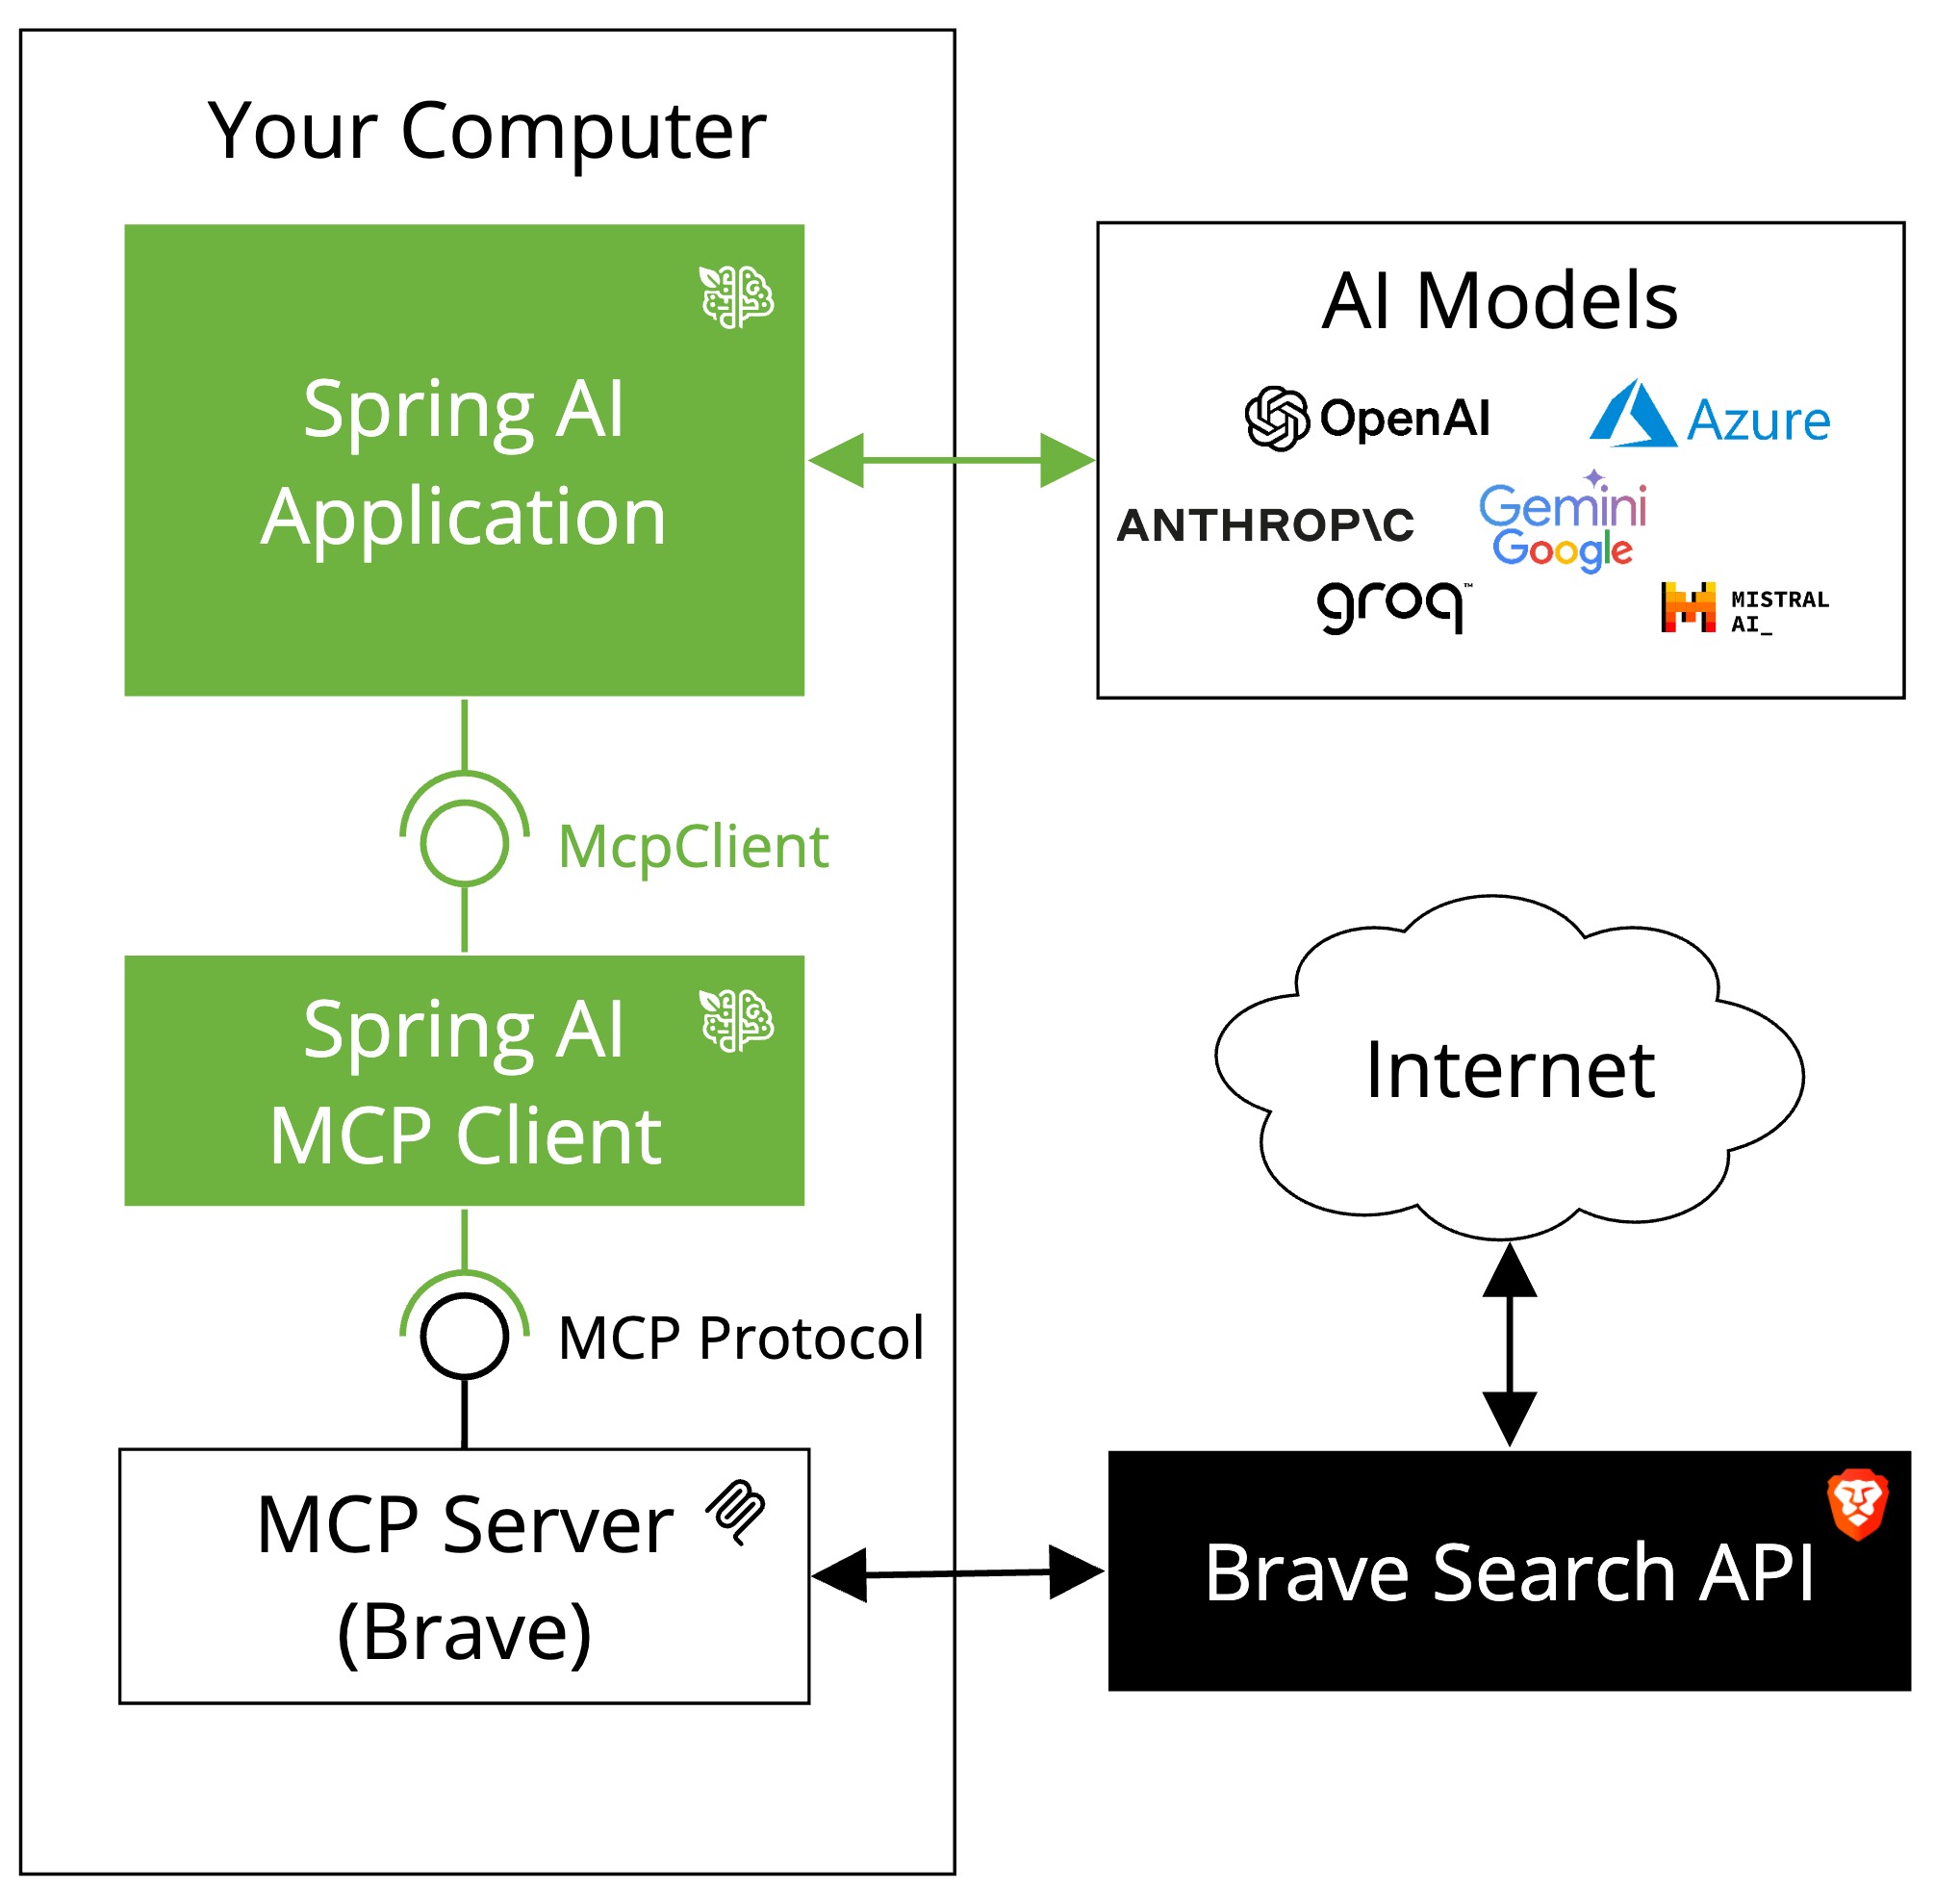 Your Computer
Spring AI
Application
McpClient
Spring AI
MCP Client
MCP Protocol
MCP Server
(Brave)
AI Models
OpenAI
Azure
ANTHROP\C
Gemini
Google
groq™
MISTRAL
AI_
Internet
Brave Search API